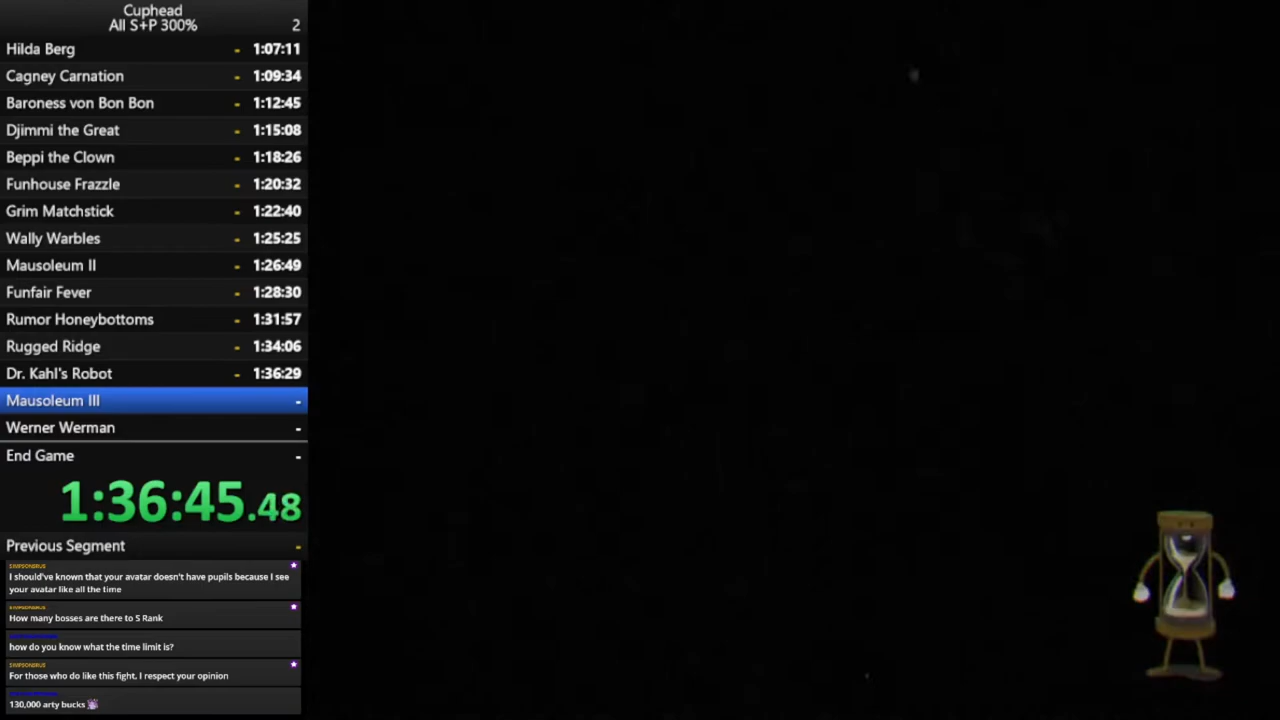 Cuphead
All S+P 300% 2
Hilda Berg - 1:07:11
Cagney Carnation - 1:09:34
Baroness von Bon Bon - 1:12:45
Djimmi the Great - 1:15:08
Beppi the Clown - 1:18:26
Funhouse Frazzle - 1:20:32
Grim Matchstick - 1:22:40
Wally Warbles - 1:25:25
Mausoleum II - 1:26:49
Funfair Fever - 1:28:30
Rumor Honeybottoms - 1:31:57
Rugged Ridge - 1:34:06
Dr. Kahl's Robot - 1:36:29
Mausoleum III -
Werner Werman -
End Game -
1:36:45.48
Previous Segment -
I should've known that your avatar doesn't have pupils because I see
your avatar like all the time
How many bosses are there to S Rank
how do you know what the time limit is?
For those who do like this fight, I respect your opinion
130,000 arty bucks